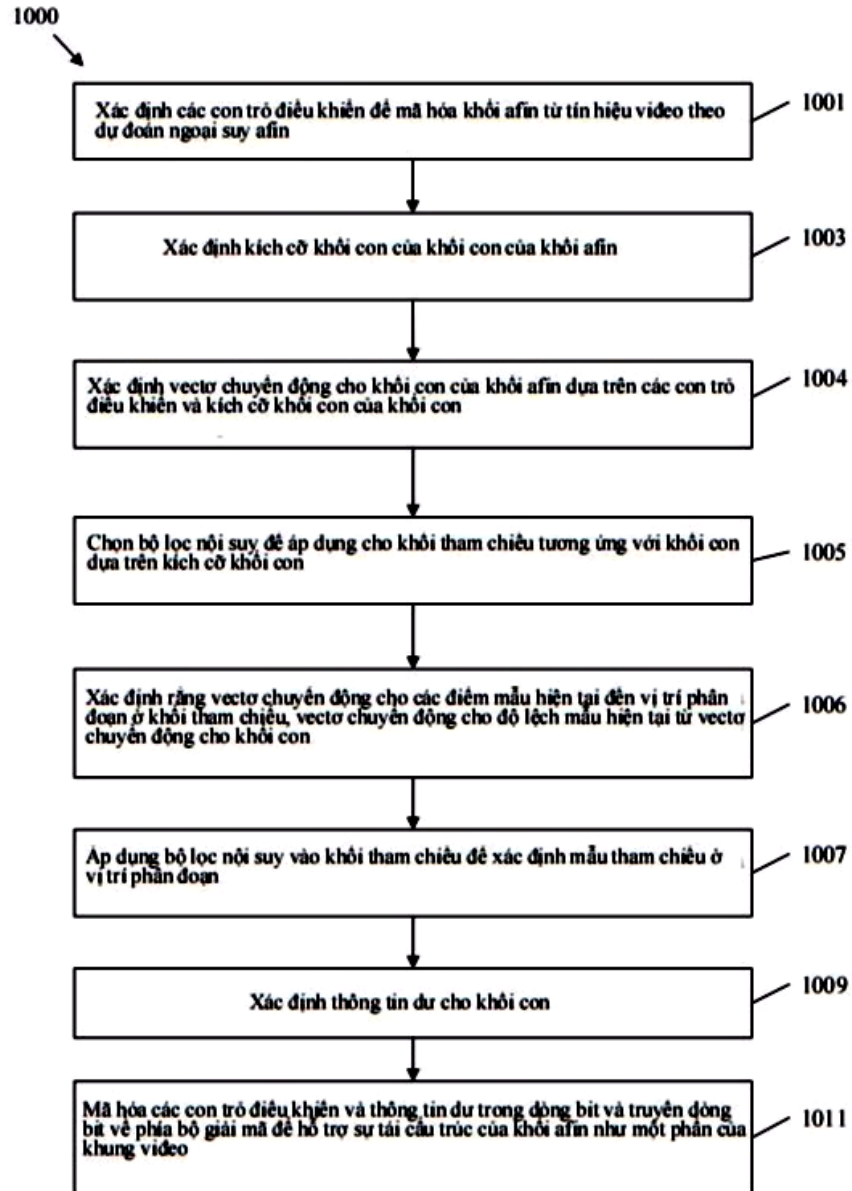 1000
Xác định các con trỏ điều khiển để mã hóa khối afin từ tín hiệu video theo
dự đoán ngoại suy afin
1001
Xác định kích cỡ khối con của khối con của khối afin
1003
Xác định vectơ chuyển động cho khối con của khối afin dựa trên các con trỏ
điều khiển và kích cỡ khối con của khối con
1004
Chọn bộ lọc nội suy để áp dụng cho khối tham chiếu tương ứng với khối con
dựa trên kích cỡ khối con
1005
Xác định rằng vectơ chuyển động cho các điểm mẫu hiện tại đến vị trí phân
đoạn ở khối tham chiếu, vectơ chuyển động cho độ lệch mẫu hiện tại từ vectơ
chuyển động cho khối con
1006
Áp dụng bộ lọc nội suy vào khối tham chiếu để xác định mẫu tham chiếu ở
vị trí phân đoạn
1007
Xác định thông tin dư cho khối con
1009
Mã hóa các con trỏ điều khiển và thông tin dư trong dòng bit và truyền dòng
bit về phía bộ giải mã để hỗ trợ sự tái cấu trúc của khối afin như một phần của
khung video
1011